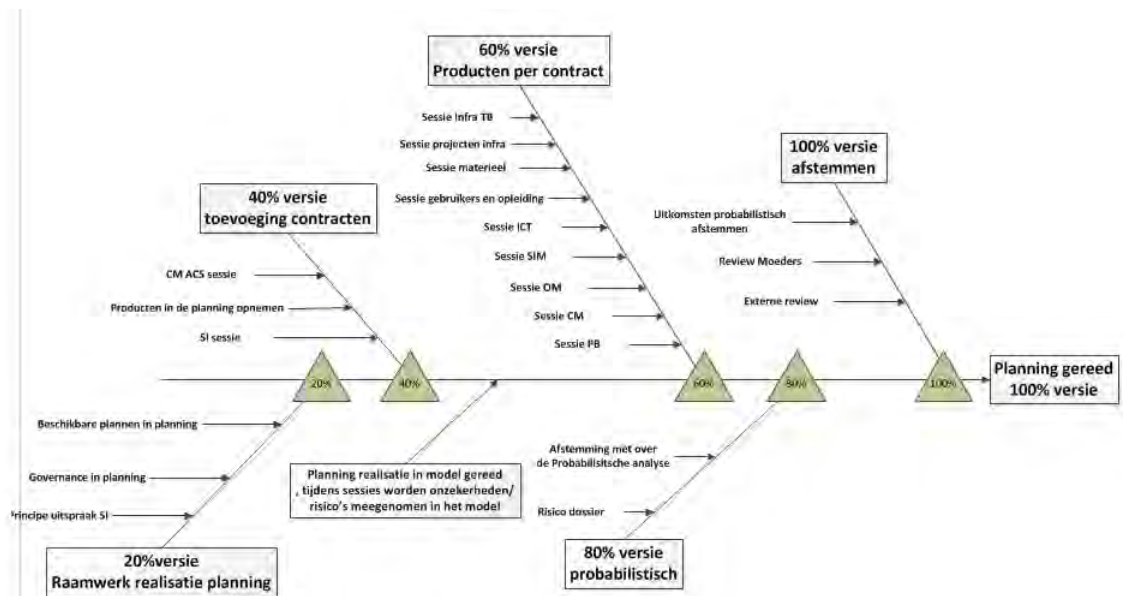 60% versie
Producten per contract
Sessie Infra TB
Sessie projecten infra
Sessie materieel
Sessie gebruikers en opleiding
Sessie ICT
Sessie SIM
Sessie OM
Sessie CM
Sessie PB
100% versie
afstemmen
Uitkomsten probabilistisch
afstemmen
Review Moeders
Externe review
40% versie
toevoeging contracten
CM ACS sessie
Producten in de planning opnemen
SI sessie
20%
40%
60%
80%
100%
Planning gereed
100% versie
Beschikbare plannen in planning
Governance in planning
Principe uitspraak SI
20%versie
Raamwerk realisatie planning
Planning realisatie in model gereed
, tijdens sessies worden onzekerheden/
risico's meegenomen in het model
Afstemming met over
de Probabilisitsche analyse
Risico dossier
80% versie
probabilistisch